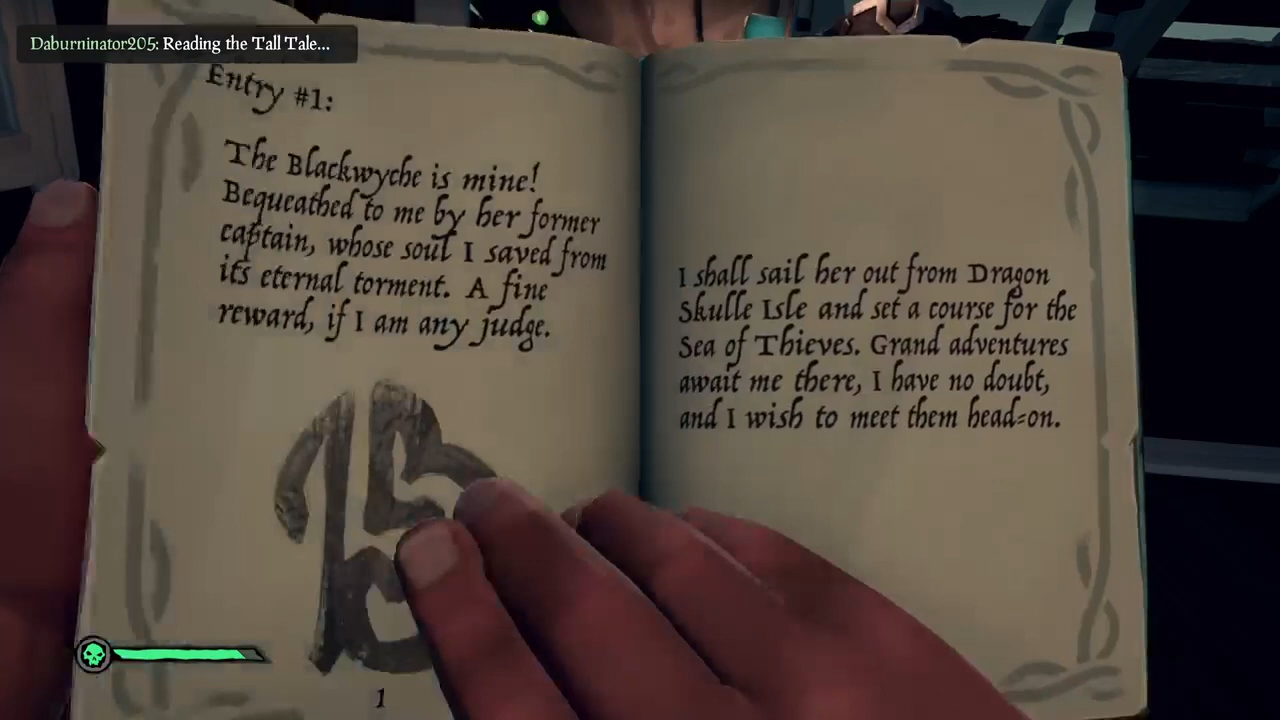 Daburninator205: Reading the Tall Tale...
Entry #1:
The Blackwyche is mine!
Bequeathed to me by her former
captain, whose soul I saved from
its eternal torment. A fine
reward, if I am any judge.
1
I shall sail her out from Dragon
Skulle Isle and set a course for the
Sea of Thieves. Grand adventures
await me there, I have no doubt,
and I wish to meet them head-on.